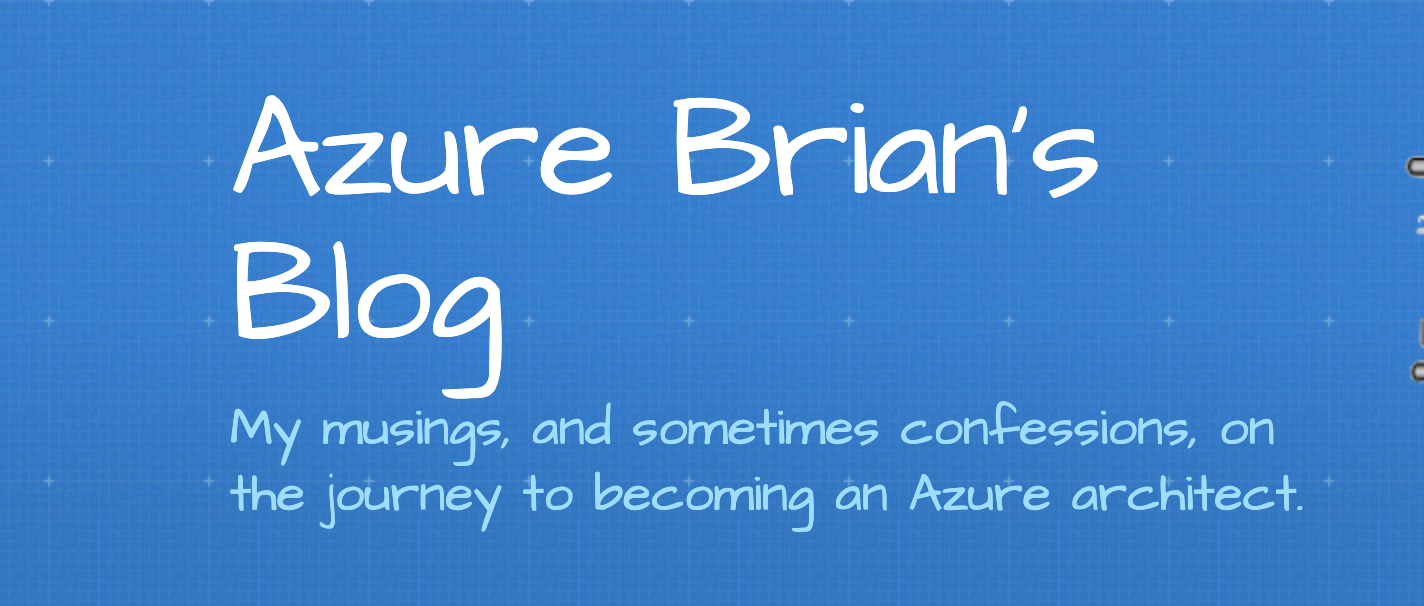 Azure Brian's
Blog
My musings, and sometimes confessions, on
the journey to becoming an Azure architect.